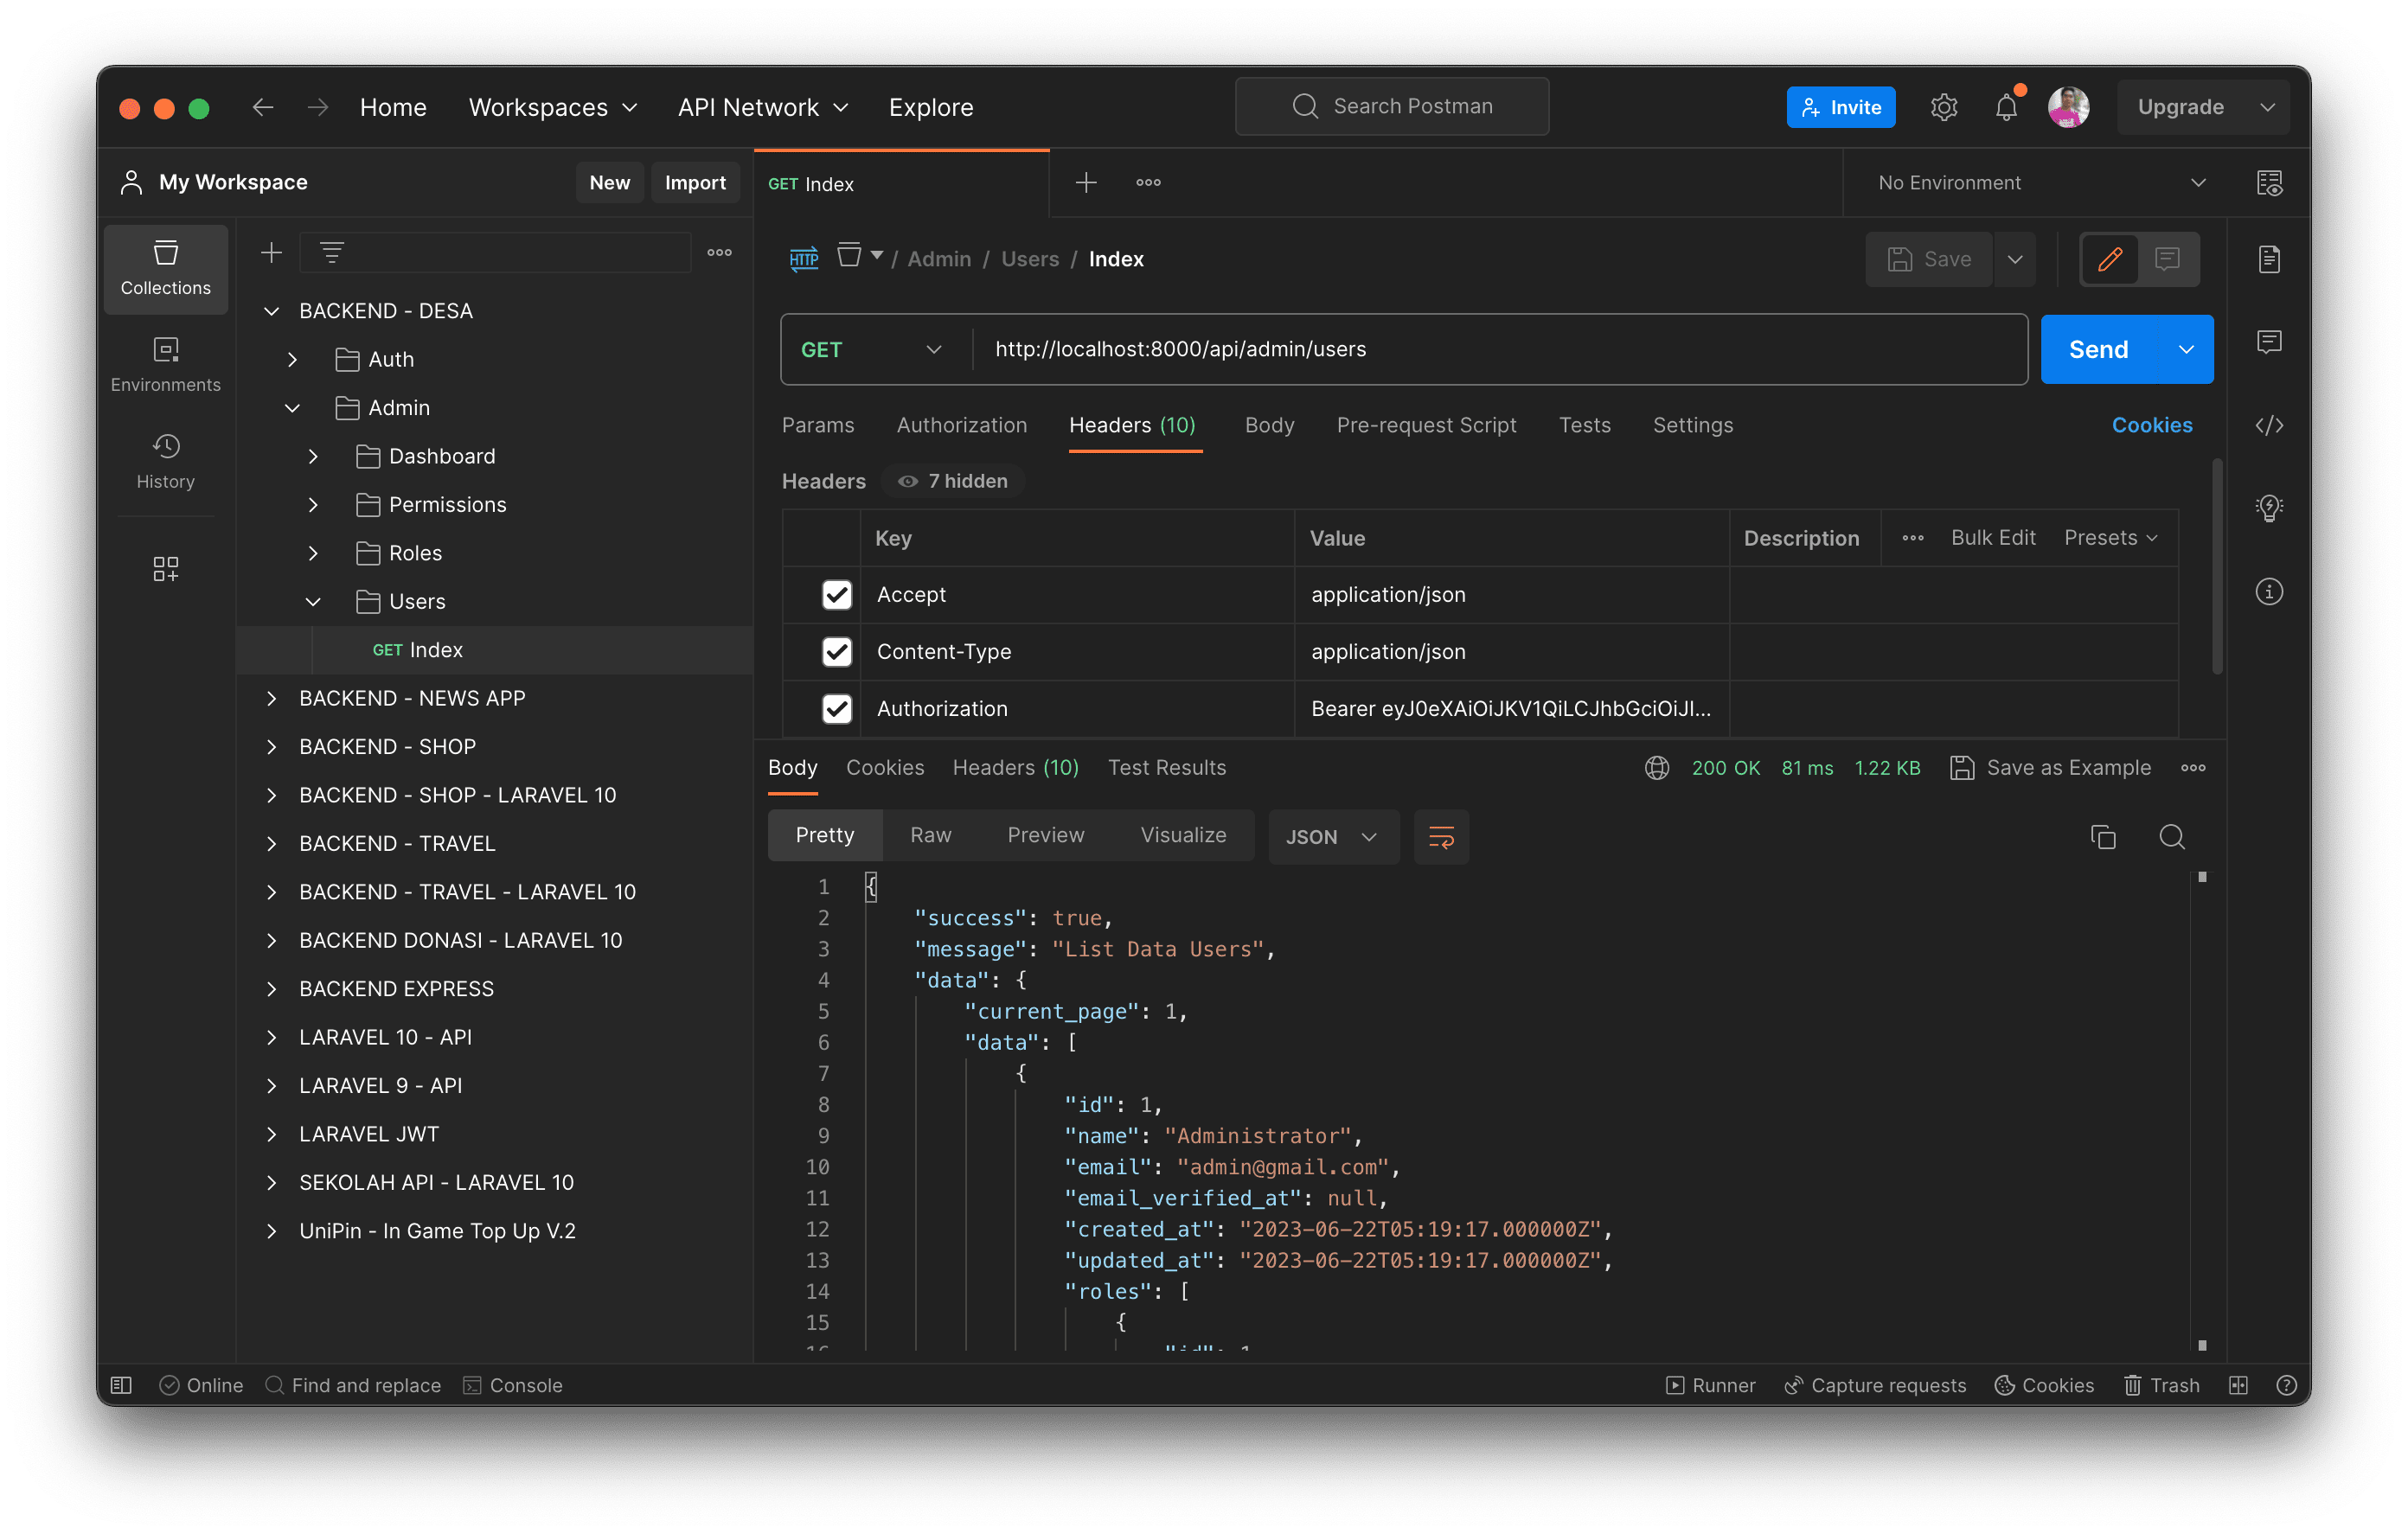 Home Workspaces API Network Explore Search Postman Invite Upgrade
My Workspace New Import
GET Index No Environment
Collections
Environments
History
BACKEND - DESA
Auth
Admin
Dashboard
Permissions
Roles
Users
GET Index
BACKEND - NEWS APP
BACKEND - SHOP
BACKEND - SHOP - LARAVEL 10
BACKEND - TRAVEL
BACKEND - TRAVEL - LARAVEL 10
BACKEND DONASI - LARAVEL 10
BACKEND EXPRESS
LARAVEL 10 - API
LARAVEL 9 - API
LARAVEL JWT
SEKOLAH API - LARAVEL 10
UniPin - In Game Top Up V.2
HTTP / Admin / Users / Index Save
GET http://localhost:8000/api/admin/users Send
Params Authorization Headers (10) Body Pre-request Script Tests Settings Cookies
Headers 7 hidden
Key Value Description Bulk Edit Presets
Accept application/json
Content-Type application/json
Authorization Bearer eyJ0eXAiOiJKV1QiLCJhbGciOiJI...
Body Cookies Headers (10) Test Results 200 OK 81 ms 1.22 KB Save as Example
Pretty Raw Preview Visualize JSON
1 {
2 "success": true,
3 "message": "List Data Users",
4 "data": {
5 "current_page": 1,
6 "data": [
7 {
8 "id": 1,
9 "name": "Administrator",
10 "email": "admin@gmail.com",
11 "email_verified_at": null,
12 "created_at": "2023-06-22T05:19:17.000000Z",
13 "updated_at": "2023-06-22T05:19:17.000000Z",
14 "roles": [
15 {
Online Find and replace Console Runner Capture requests Cookies Trash